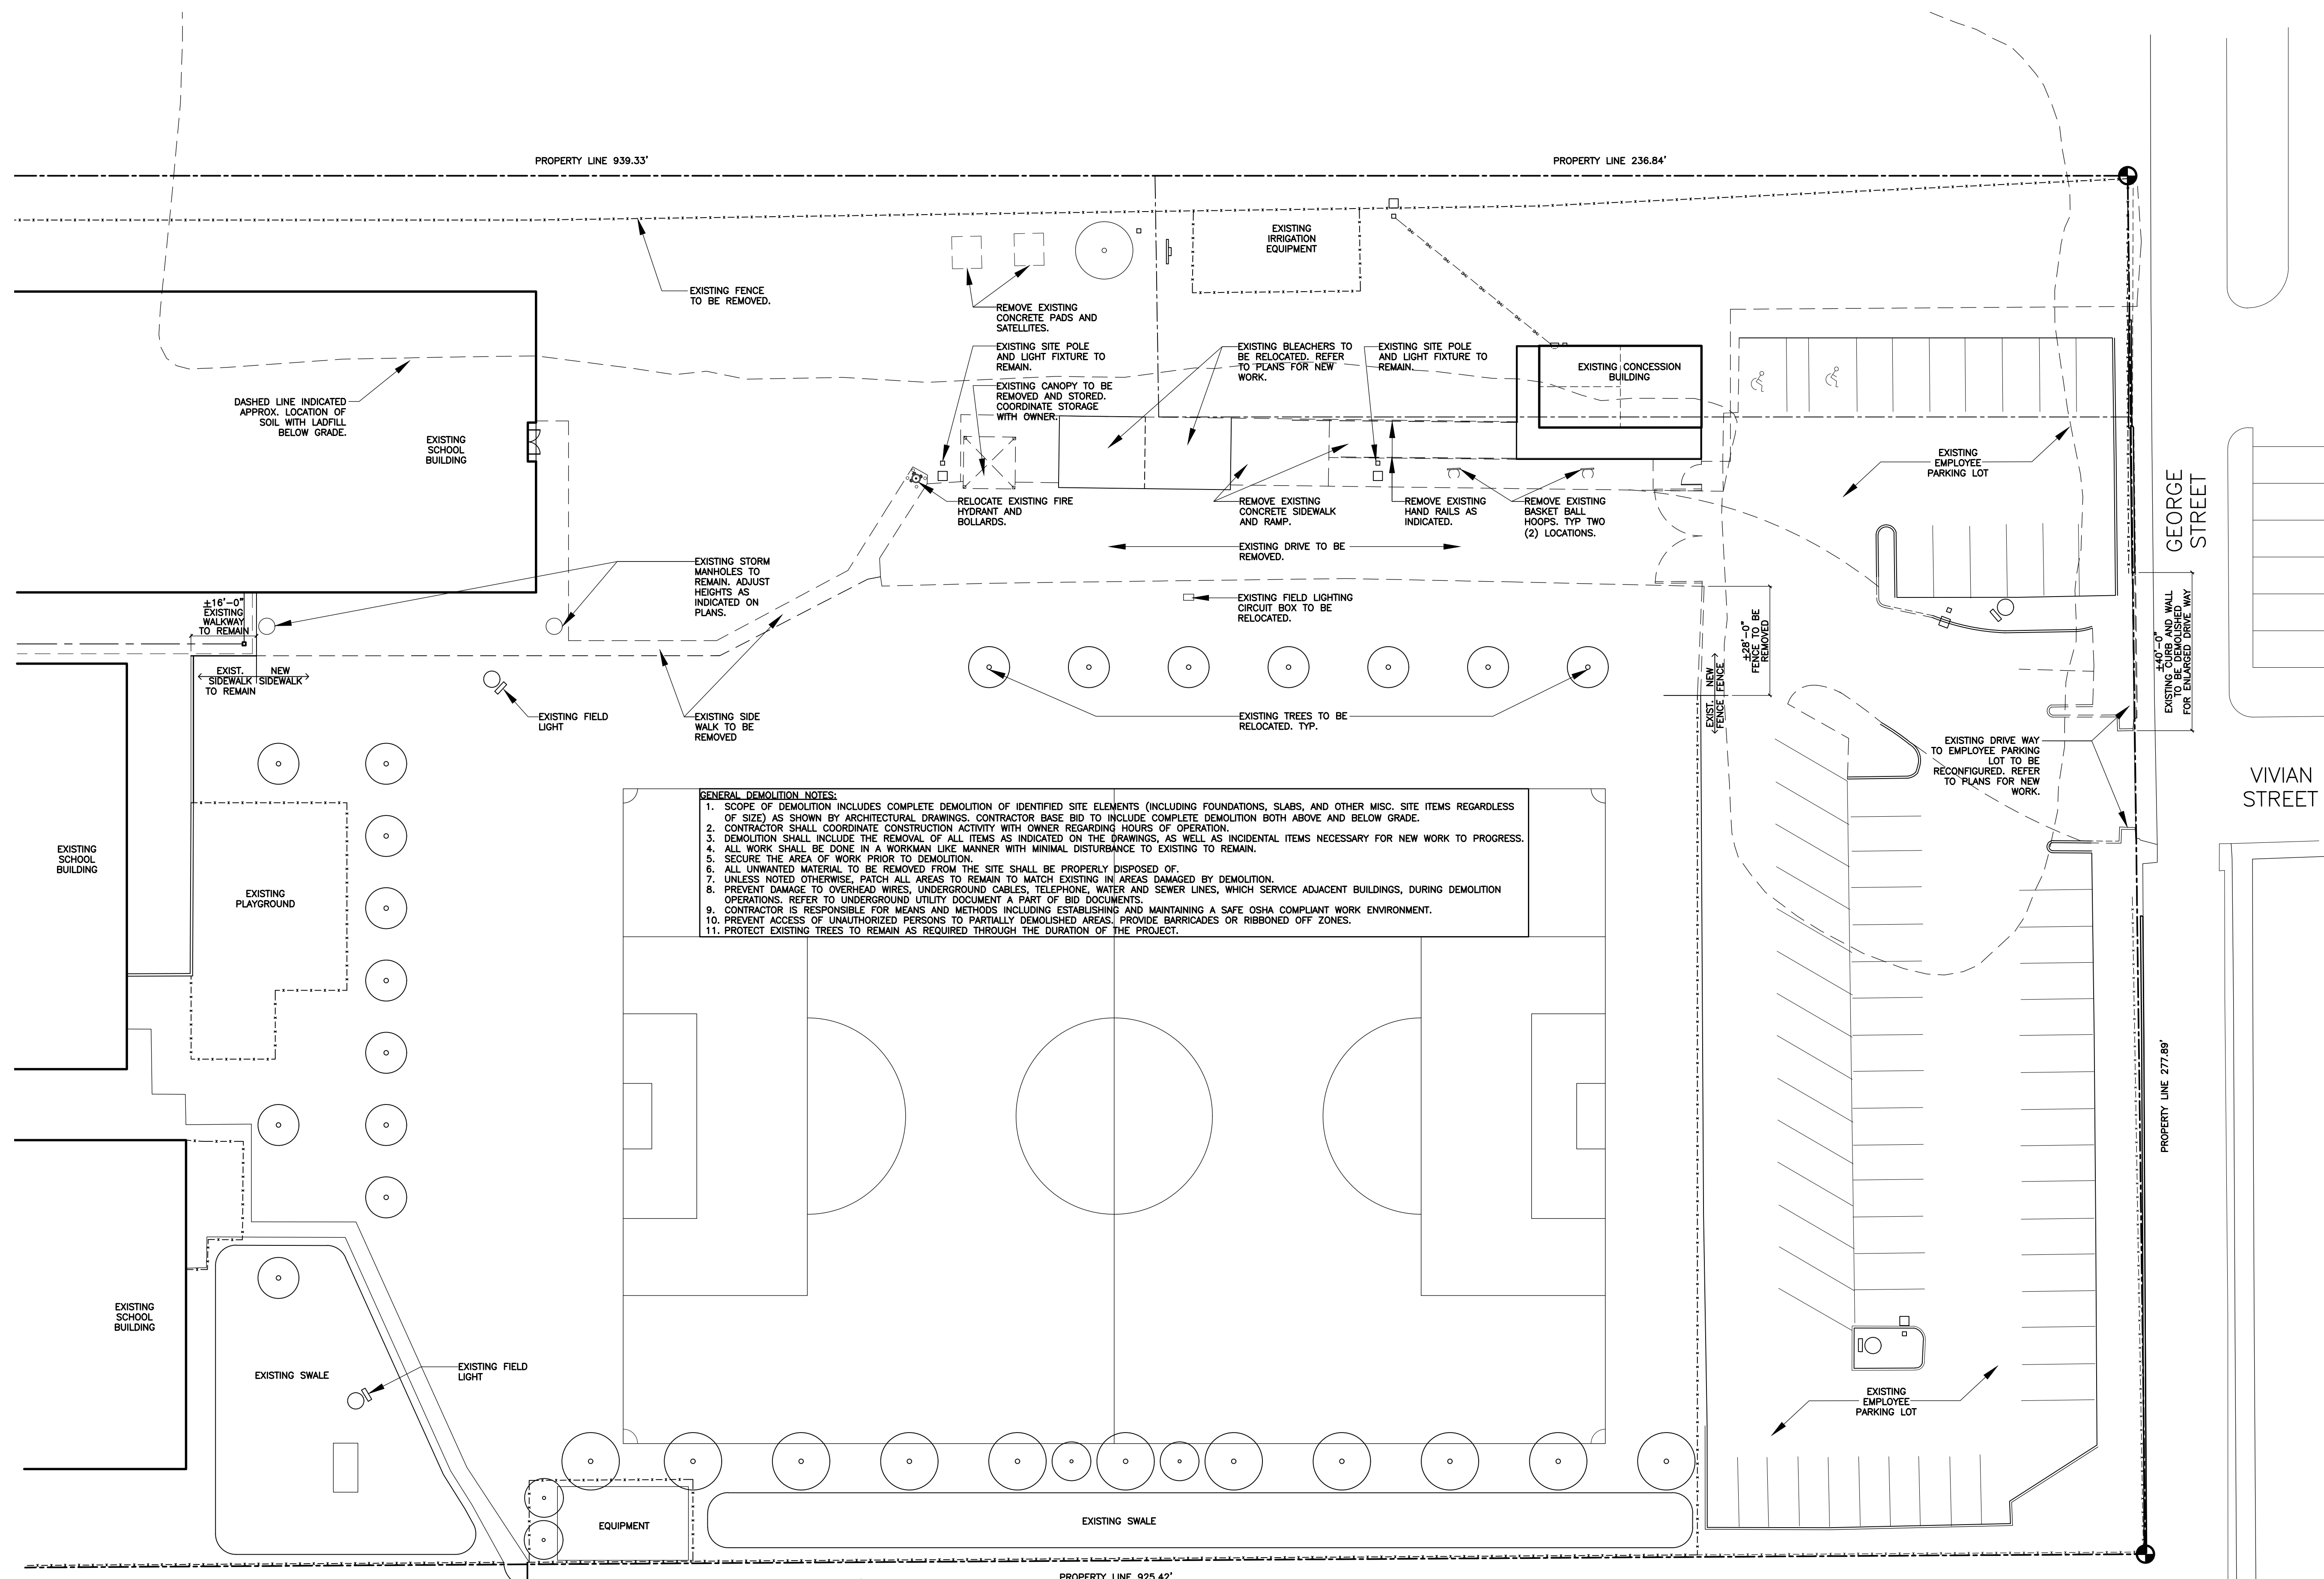 PROPERTY LINE 939.33'
PROPERTY LINE 236.84'
EXISTING
IRRIGATION
EQUIPMENT
EXISTING FENCE
TO BE REMOVED.
REMOVE EXISTING
CONCRETE PADS AND
SATELLITES.
EXISTING SITE POLE
AND LIGHT FIXTURE TO
REMAIN.
EXISTING BLEACHERS TO
BE RELOCATED. REFER
TO PLANS FOR NEW
WORK.
EXISTING SITE POLE
AND LIGHT FIXTURE TO
REMAIN.
EXISTING CONCESSION
BUILDING
EXISTING CANOPY TO BE
REMOVED AND STORED.
COORDINATE STORAGE
WITH OWNER.
DASHED LINE INDICATED
APPROX. LOCATION OF
SOIL WITH LADFILL
BELOW GRADE.
EXISTING
SCHOOL
BUILDING
EXISTING
EMPLOYEE
PARKING LOT
GEORGE
STREET
RELOCATE EXISTING FIRE
HYDRANT AND
BOLLARDS.
REMOVE EXISTING
CONCRETE SIDEWALK
AND RAMP.
REMOVE EXISTING
HAND RAILS AS
INDICATED.
REMOVE EXISTING
BASKET BALL
HOOPS. TYP TWO
(2) LOCATIONS.
EXISTING DRIVE TO BE
REMOVED.
EXISTING STORM
MANHOLES TO
REMAIN. ADJUST
HEIGHTS AS
INDICATED ON
PLANS.
EXISTING FIELD LIGHTING
CIRCUIT BOX TO BE
RELOCATED.
±16'-0"
EXISTING
WALKWAY
TO REMAIN
±28'-0"
FENCE TO BE
REMOVED
±40'-0"
EXISTING CURB AND WALL
TO BE DEMOLISHED
FOR ENLARGED DRIVE WAY
EXIST.
SIDEWALK
TO REMAIN
NEW
SIDEWALK
EXIST. NEW
FENCE FENCE
EXISTING FIELD
LIGHT
EXISTING SIDE
WALK TO BE
REMOVED
EXISTING TREES TO BE
RELOCATED. TYP.
EXISTING DRIVE WAY
TO EMPLOYEE PARKING
LOT TO BE
RECONFIGURED. REFER
TO PLANS FOR NEW
WORK.
VIVIAN
STREET
GENERAL DEMOLITION NOTES:
1. SCOPE OF DEMOLITION INCLUDES COMPLETE DEMOLITION OF IDENTIFIED SITE ELEMENTS (INCLUDING FOUNDATIONS, SLABS, AND OTHER MISC. SITE ITEMS REGARDLESS
OF SIZE) AS SHOWN BY ARCHITECTURAL DRAWINGS. CONTRACTOR BASE BID TO INCLUDE COMPLETE DEMOLITION BOTH ABOVE AND BELOW GRADE.
2. CONTRACTOR SHALL COORDINATE CONSTRUCTION ACTIVITY WITH OWNER REGARDING HOURS OF OPERATION.
3. DEMOLITION SHALL INCLUDE THE REMOVAL OF ALL ITEMS AS INDICATED ON THE DRAWINGS, AS WELL AS INCIDENTAL ITEMS NECESSARY FOR NEW WORK TO PROGRESS.
4. ALL WORK SHALL BE DONE IN A WORKMAN LIKE MANNER WITH MINIMAL DISTURBANCE TO EXISTING TO REMAIN.
5. SECURE THE AREA OF WORK PRIOR TO DEMOLITION.
6. ALL UNWANTED MATERIAL TO BE REMOVED FROM THE SITE SHALL BE PROPERLY DISPOSED OF.
7. UNLESS NOTED OTHERWISE, PATCH ALL AREAS TO REMAIN TO MATCH EXISTING IN AREAS DAMAGED BY DEMOLITION.
8. PREVENT DAMAGE TO OVERHEAD WIRES, UNDERGROUND CABLES, TELEPHONE, WATER AND SEWER LINES, WHICH SERVICE ADJACENT BUILDINGS, DURING DEMOLITION
OPERATIONS. REFER TO UNDERGROUND UTILITY DOCUMENT A PART OF BID DOCUMENTS.
9. CONTRACTOR IS RESPONSIBLE FOR MEANS AND METHODS INCLUDING ESTABLISHING AND MAINTAINING A SAFE OSHA COMPLIANT WORK ENVIRONMENT.
10. PREVENT ACCESS OF UNAUTHORIZED PERSONS TO PARTIALLY DEMOLISHED AREAS. PROVIDE BARRICADES OR RIBBONED OFF ZONES.
11. PROTECT EXISTING TREES TO REMAIN AS REQUIRED THROUGH THE DURATION OF THE PROJECT.
EXISTING
SCHOOL
BUILDING
EXISTING
PLAYGROUND
PROPERTY LINE 277.89'
EXISTING
SCHOOL
BUILDING
EXISTING SWALE
EXISTING FIELD
LIGHT
EXISTING
EMPLOYEE
PARKING LOT
EQUIPMENT
EXISTING SWALE
PROPERTY LINE 925.42'